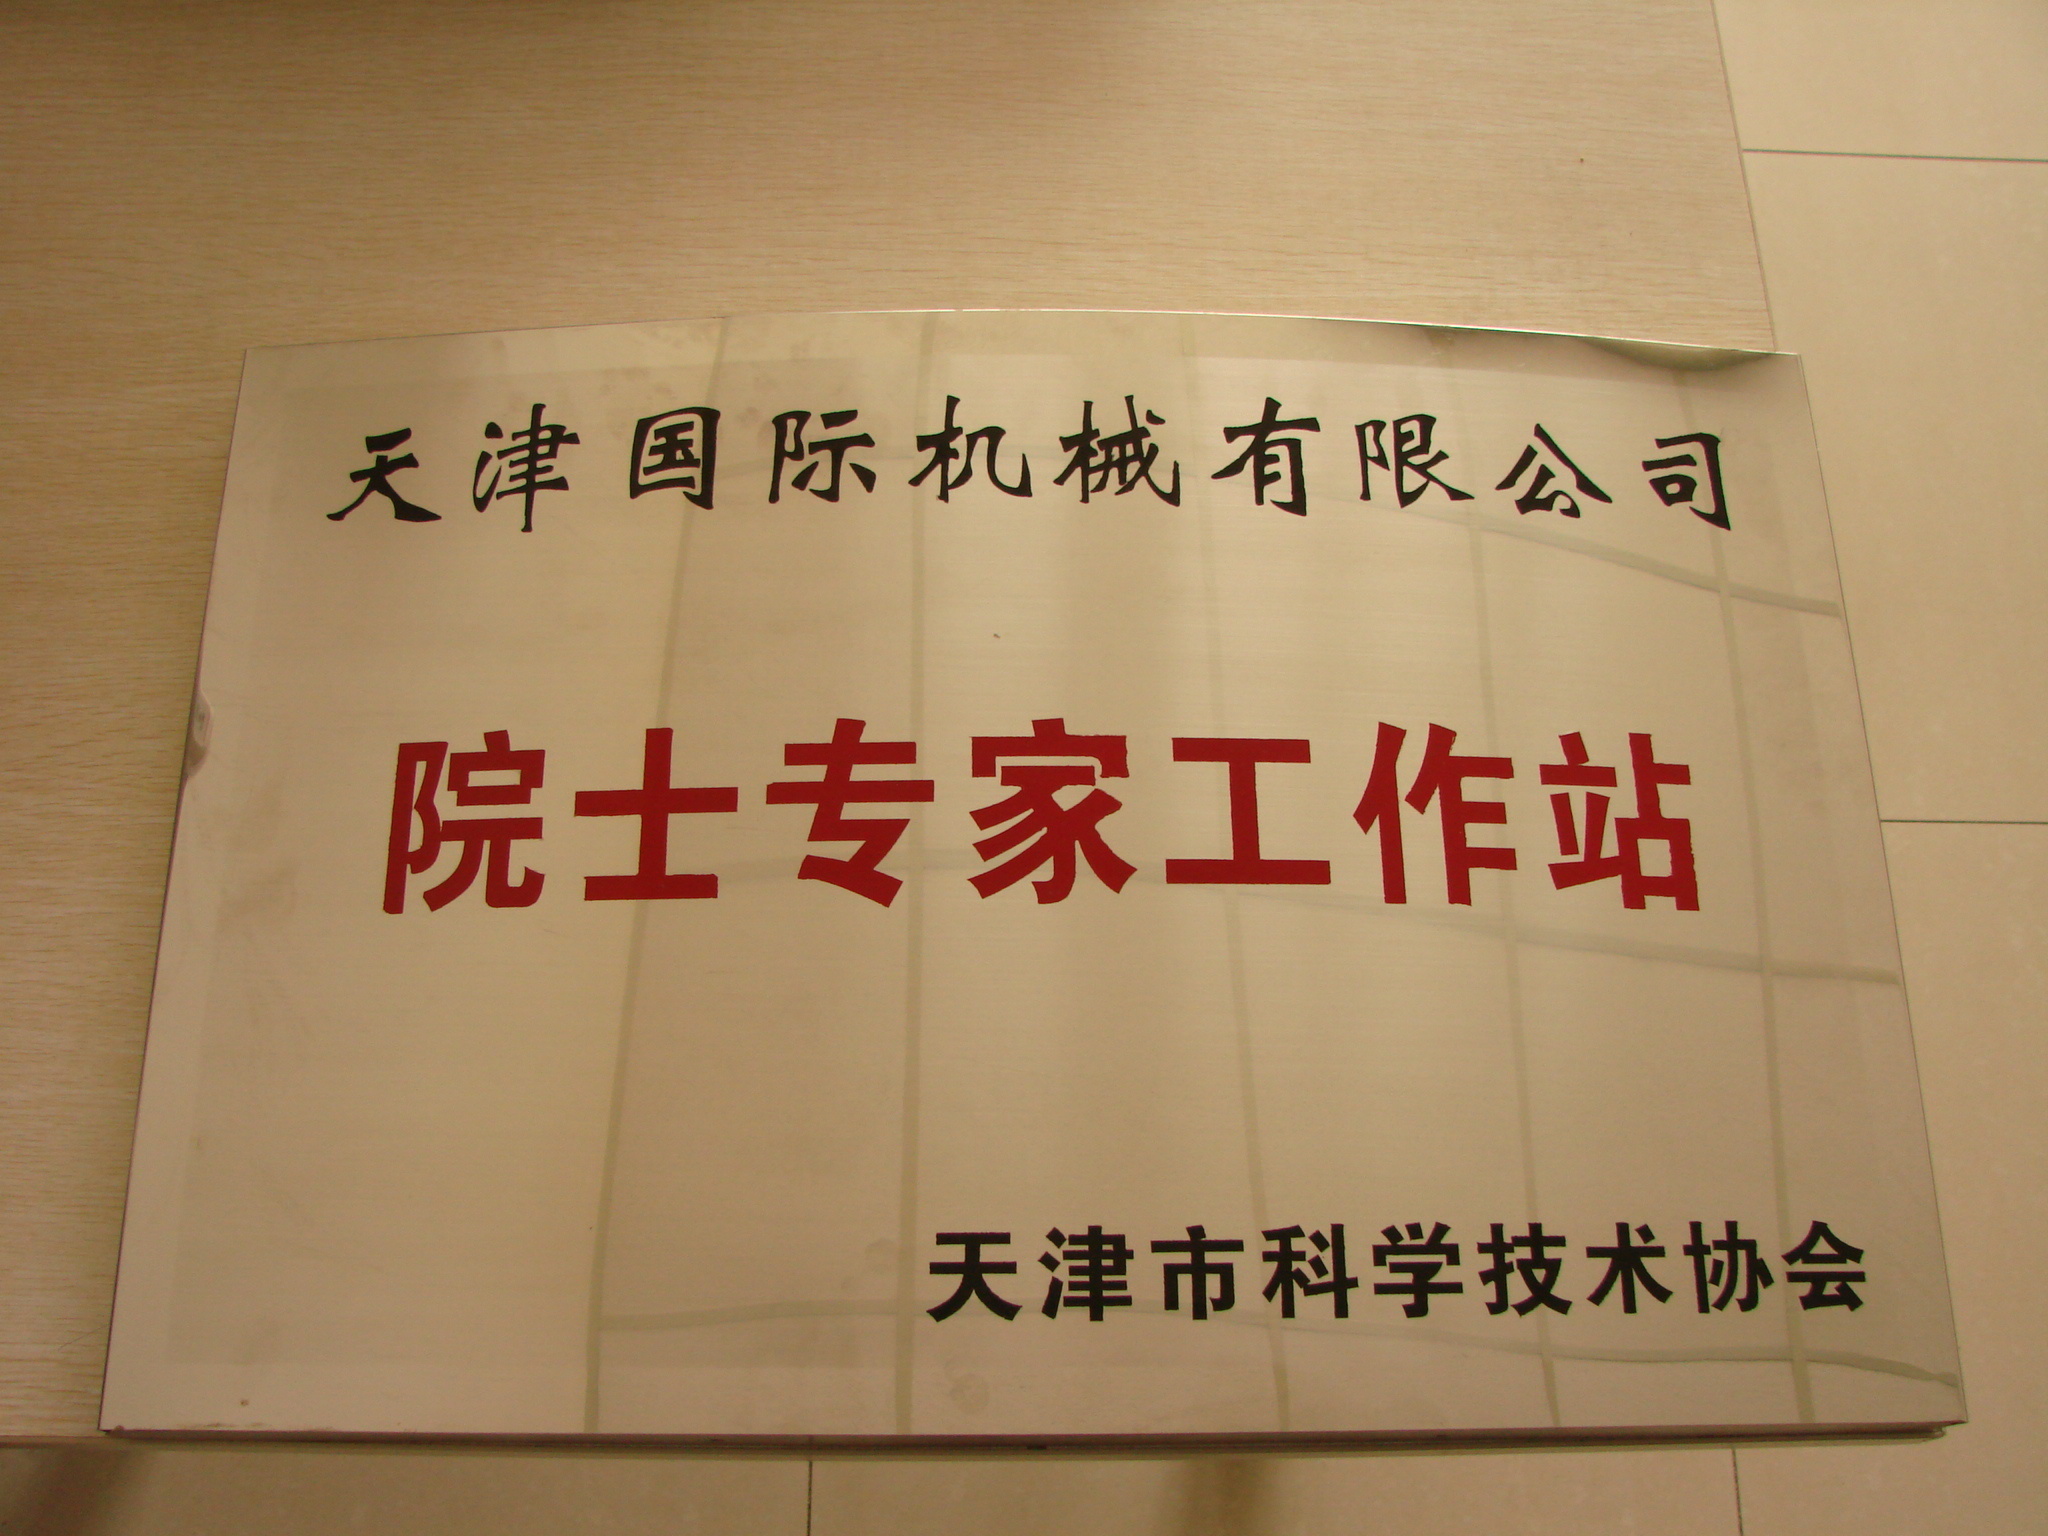 天津国际机械有限公司
院士专家工作站
天津市科学技术协会